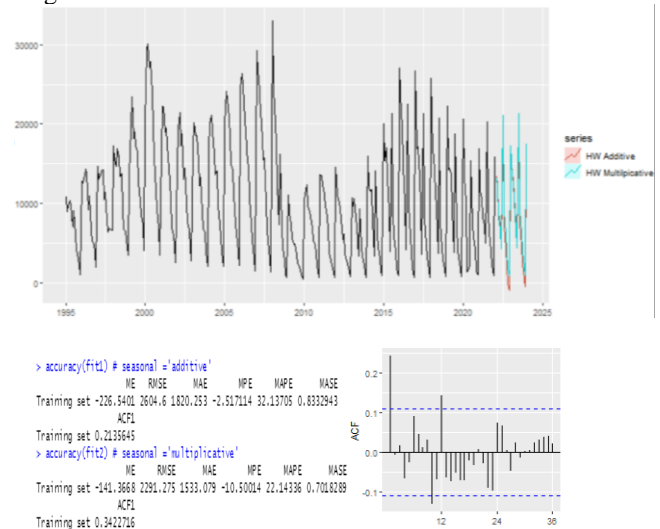 30000
20000
10000
0
1995
2000
2005
2010
2015
2020
2025
series
HW Additive
HW Multilpicative
> accuracy(fit1) # seasonal ='additive'
ME RMSE MAE MPE MAPE MASE
Training set -226.5401 2604.6 1820.253 -2.517114 32.13705 0.8332943
ACF1
Training set 0.2135645
> accuracy(fit2) # seasonal ='multiplicative'
ME RMSE MAE MPE MAPE MASE
Training set -141.3668 2291.275 1533.079 -10.50014 22.14336 0.7018289
ACF1
Training set 0.3422716
0.2
0.1
0.0
-0.1
ACF
12
24
36